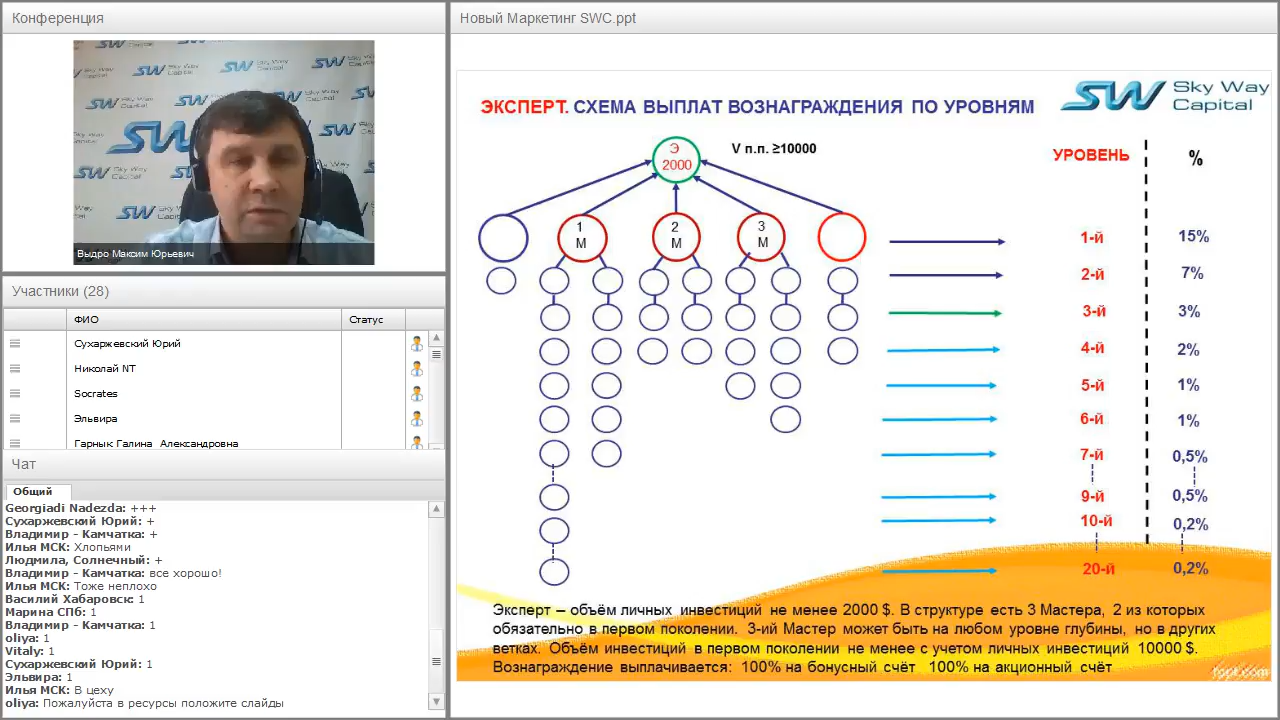 Конференция
SW Sky Way Capital
Выдро Максим Юрьевич
Участники (28)
ФИО
Статус
Сухаржевский Юрий
Николай NT
Socrates
Эльвира
Гарнык Галина Александровна
Чат
Общий
Georgiadi Nadezda: +++
Сухаржевский Юрий: +
Владимир - Камчатка: +
Илья МСК: Хлопьями
Людмила, Солнечный: +
Владимир - Камчатка: все хорошо!
Илья МСК: Тоже неплохо
Василий Хабаровск: 1
Марина СПб: 1
Владимир - Камчатка: 1
oliya: 1
Vitaly: 1
Сухаржевский Юрий: 1
Эльвира: 1
Илья МСК: В цеху
oliya: Пожалуйста в ресурсы положите слайды
Новый Маркетинг SWC.ppt
ЭКСПЕРТ. СХЕМА ВЫПЛАТ ВОЗНАГРАЖДЕНИЯ ПО УРОВНЯМ
SW Sky Way
Capital
Э
2000
V п.п. ≥10000
УРОВЕНЬ %
1
М
2
М
3
М
1-й 15%
2-й 7%
3-й 3%
4-й 2%
5-й 1%
6-й 1%
7-й 0,5%
9-й 0,5%
10-й 0,2%
20-й 0,2%
Эксперт – объём личных инвестиций не менее 2000 $. В структуре есть 3 Мастера, 2 из которых
обязательно в первом поколении. 3-ий Мастер может быть на любом уровне глубины, но в других
ветках. Объём инвестиций в первом поколении не менее с учетом личных инвестиций 10000 $.
Вознаграждение выплачивается: 100% на бонусный счёт 100% на акционный счёт